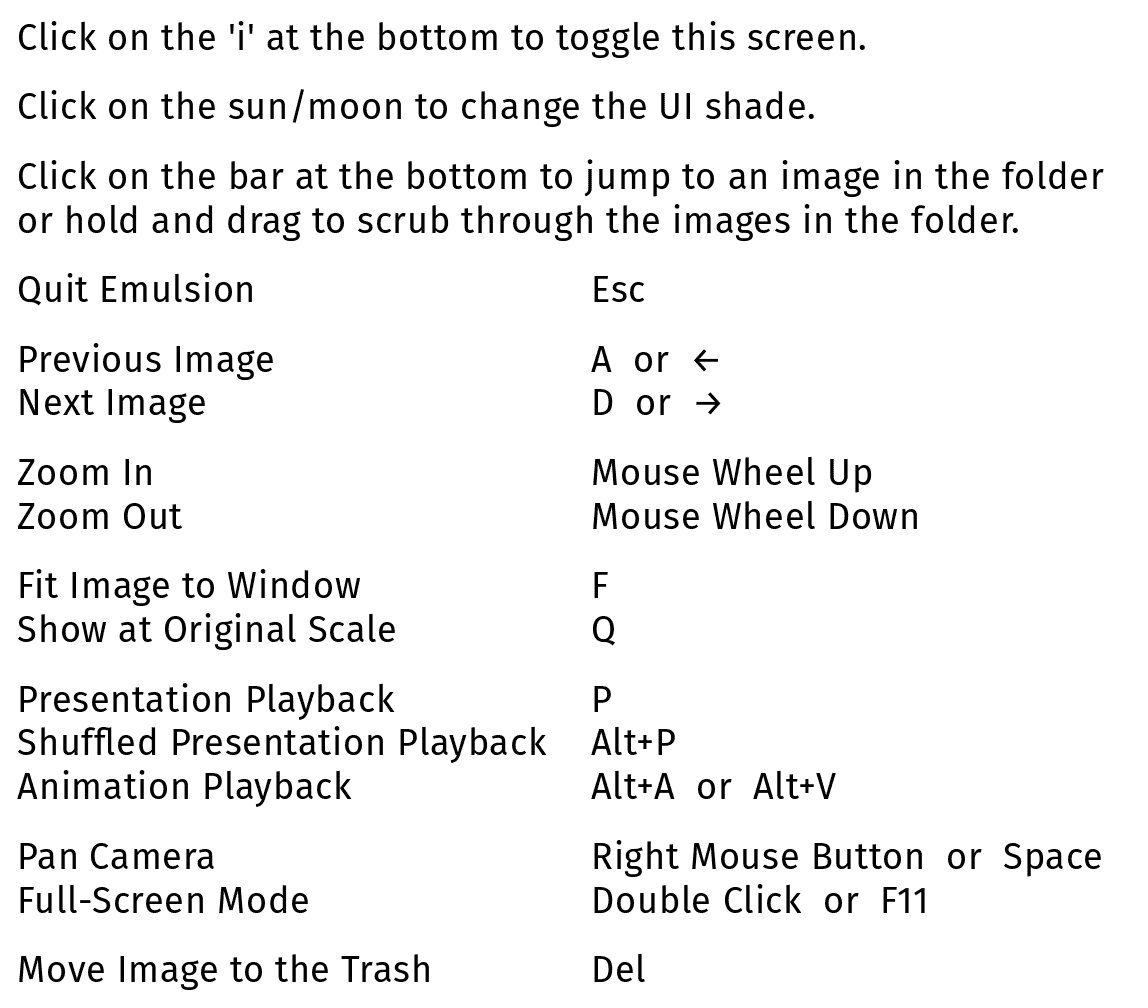 Click on the 'i' at the bottom to toggle this screen.
Click on the sun/moon to change the UI shade.
Click on the bar at the bottom to jump to an image in the folder
or hold and drag to scrub through the images in the folder.
Quit Emulsion Esc
Previous Image A or ←
Next Image D or →
Zoom In Mouse Wheel Up
Zoom Out Mouse Wheel Down
Fit Image to Window F
Show at Original Scale Q
Presentation Playback P
Shuffled Presentation Playback Alt+P
Animation Playback Alt+A or Alt+V
Pan Camera Right Mouse Button or Space
Full-Screen Mode Double Click or F11
Move Image to the Trash Del